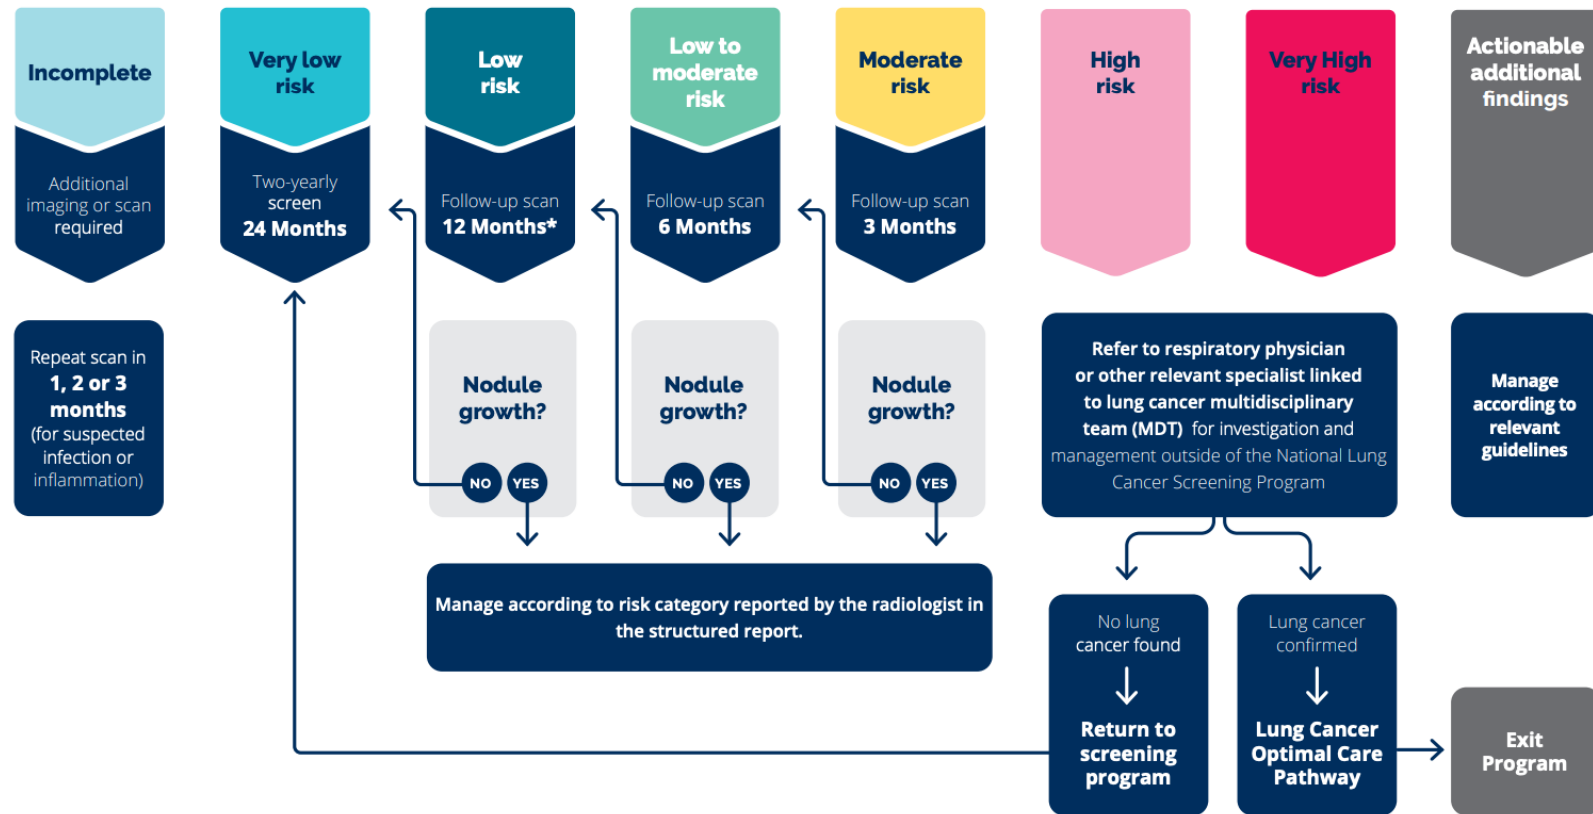 Incomplete
Additional
imaging or scan
required
Repeat scan in
1, 2 or 3
months
(for suspected
infection or
inflammation)
Very low
risk
Two-yearly
screen
24 Months
Low
risk
Follow-up scan
12 Months*
Nodule
growth?
NO YES
Low to
moderate
risk
Follow-up scan
6 Months
Nodule
growth?
NO YES
Moderate
risk
Follow-up scan
3 Months
Nodule
growth?
NO YES
Manage according to risk category reported by the radiologist in
the structured report.
High
risk
Very High
risk
Refer to respiratory physician
or other relevant specialist linked
to lung cancer multidisciplinary
team (MDT) for investigation and
management outside of the National Lung
Cancer Screening Program
No lung
cancer found
Return to
screening
program
Lung cancer
confirmed
Lung Cancer
Optimal Care
Pathway
Actionable
additional
findings
Manage
according to
relevant
guidelines
Exit
Program